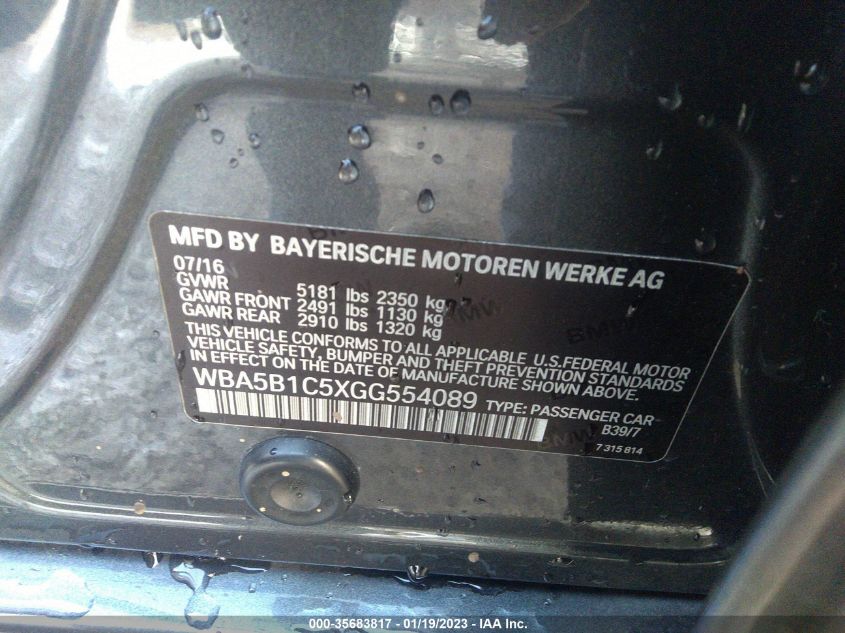 MFD BY BAYERISCHE MOTOREN WERKE AG
07/16
GVWR 5181 lbs 2350 kg
GAWR FRONT 2491 lbs 1130 kg
GAWR REAR 2910 lbs 1320 kg
THIS VEHICLE CONFORMS TO ALL APPLICABLE U.S.FEDERAL MOTOR
VEHICLE SAFETY, BUMPER AND THEFT PREVENTION STANDARDS
IN EFFECT ON THE DATE OF MANUFACTURE SHOWN ABOVE.
WBA5B1C5XGG554089 TYPE: PASSENGER CAR
B39/7
7 315 814
000-35683817 - 01/19/2023 - IAA Inc.